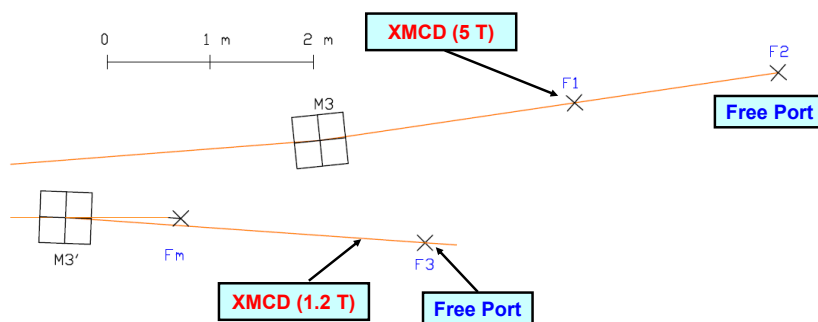 XMCD (5 T)
0 1 m 2 m
F2
F1
M3
Free Port
Fm
M3'
F3
XMCD (1.2 T)
Free Port